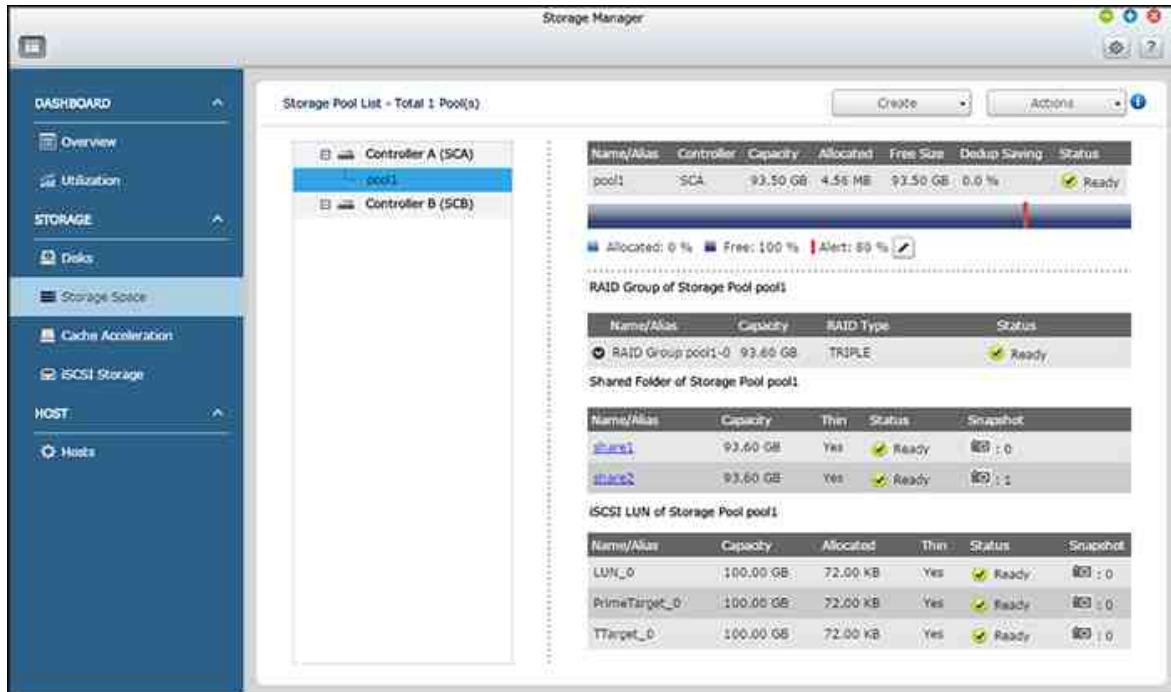 Storage Manager
?
DASHBOARD
Overview
Utilization
STORAGE
Disks
Storage Space
Cache Acceleration
iSCSI Storage
HOST
Hosts
Storage Pool List - Total 1 Pool(s)
Create
Actions
Controller A (SCA)
pool1
Controller B (SCB)
Name/Alias Controller Capacity Allocated Free Size Dedup Saving Status
pool1 SCA 93.50 GB 4.56 MB 93.50 GB 0.0 % Ready
Allocated: 0 % Free: 100 % Alert: 80 %
RAID Group of Storage Pool pool1
Name/Alias Capacity RAID Type Status
RAID Group pool1-0 93.60 GB TRIPLE Ready
Shared Folder of Storage Pool pool1
Name/Alias Capacity Thin Status Snapshot
share1 93.60 GB Yes Ready : 0
share2 93.60 GB Yes Ready : 1
iSCSI LUN of Storage Pool pool1
Name/Alias Capacity Allocated Thin Status Snapshot
LUN_0 100.00 GB 72.00 KB Yes Ready : 0
PrimeTarget_0 100.00 GB 72.00 KB Yes Ready : 0
TTarget_0 100.00 GB 72.00 KB Yes Ready : 0